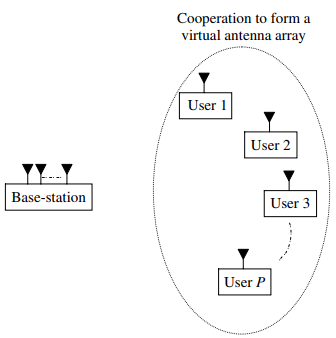 Cooperation to form a
virtual antenna array
User 1
User 2
Base-station
User 3
User P